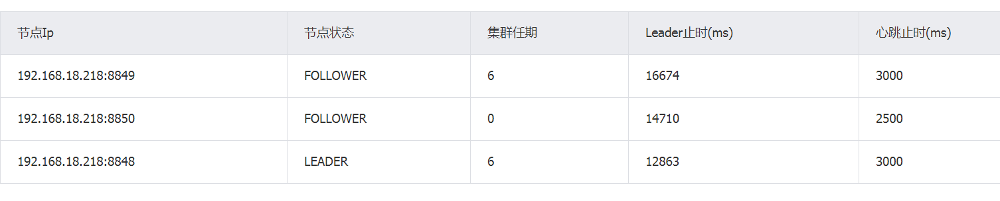 节点Ip 节点状态 集群任期 Leader止时(ms) 心跳止时(ms)
192.168.18.218:8849 FOLLOWER 6 16674 3000
192.168.18.218:8850 FOLLOWER 0 14710 2500
192.168.18.218:8848 LEADER 6 12863 3000